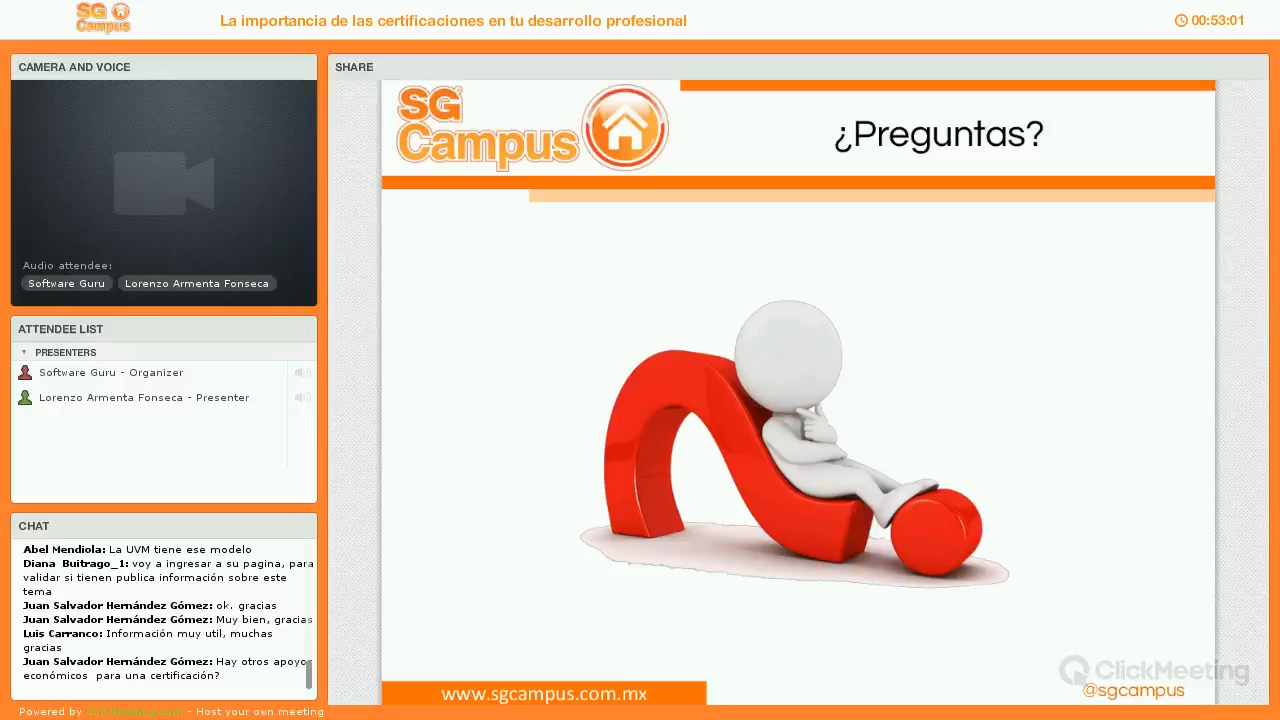 SG
Campus
La importancia de las certificaciones en tu desarrollo profesional
00:53:01
CAMERA AND VOICE
Audio attendee:
Software Guru
Lorenzo Armenta Fonseca
ATTENDEE LIST
PRESENTERS
Software Guru - Organizer
Lorenzo Armenta Fonseca - Presenter
CHAT
Abel Mendiola: La UVM tiene ese modelo
Diana Buitrago_1: voy a ingresar a su pagina, para
validar si tienen publica información sobre este
tema
Juan Salvador Hernández Gómez: ok. gracias
Juan Salvador Hernández Gómez: Muy bien, gracias
Luis Carranco: Información muy util, muchas
gracias
Juan Salvador Hernández Gómez: Hay otros apoyos
económicos para una certificación?
Powered by ClickMeeting.com - Host your own meeting
SHARE
SG
Campus
¿Preguntas?
www.sgcampus.com.mx
ClickMeeting
@sgcampus